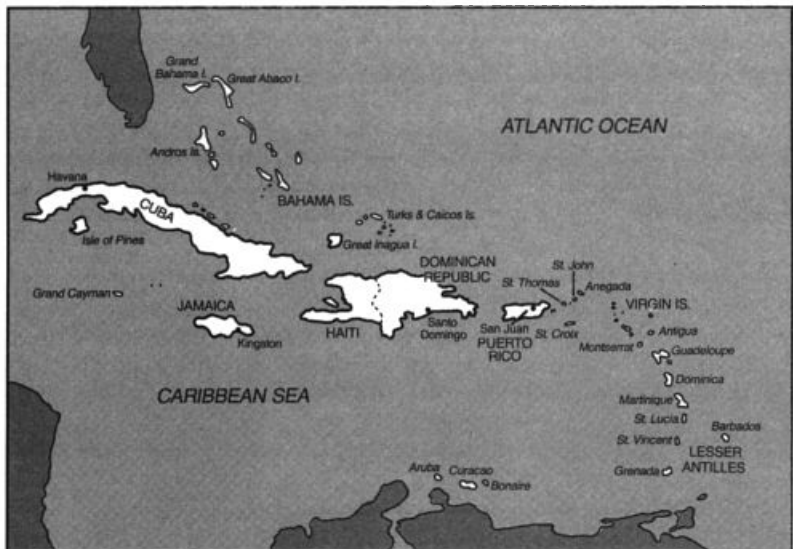 Grand
Bahama I.
Great Abaco I.
ATLANTIC OCEAN
Andros Is.
Havana
BAHAMA IS.
CUBA
Turks & Caicos Is.
Isle of Pines
Great Inagua I.
DOMINICAN
REPUBLIC
St. John
St. Thomas
Anegada
Grand Cayman
VIRGIN IS.
JAMAICA
HAITI
Santo
Domingo
San Juan
PUERTO
RICO
St. Croix
Antigua
Kingston
Montserrat
Guadeloupe
Dominica
CARIBBEAN SEA
Martinique
St. Lucia
Barbados
St. Vincent
LESSER
ANTILLES
Aruba
Curacao
Bonaire
Grenada